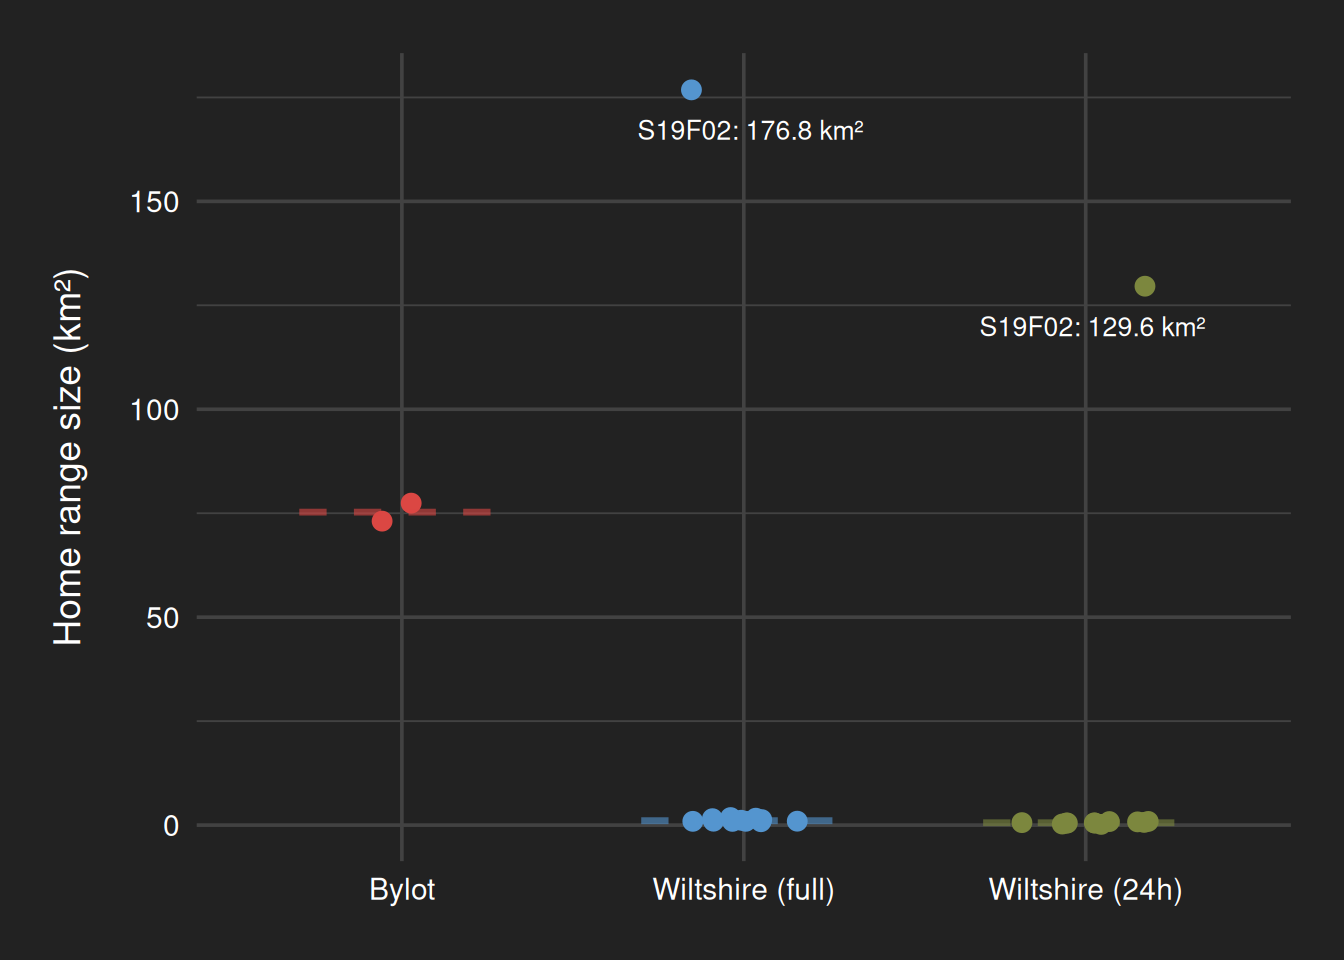 S19F02: 176.8 km²
150
S19F02: 129.6 km²
100
50
0
Home range size (km²)
Bylot
Wiltshire (full)
Wiltshire (24h)